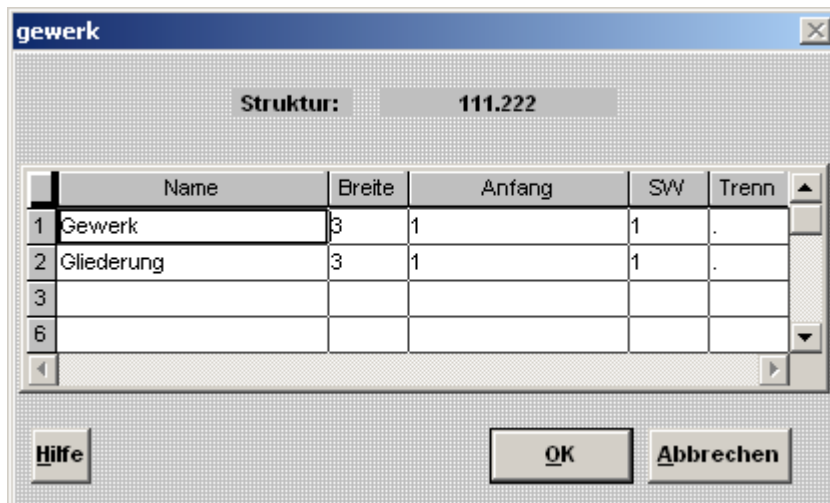 gewerk
Struktur: 111.222
Name Breite Anfang SW Trenn
1 Gewerk 3 1 1 .
2 Gliederung 3 1 1 .
3
6
Hilfe OK Abbrechen